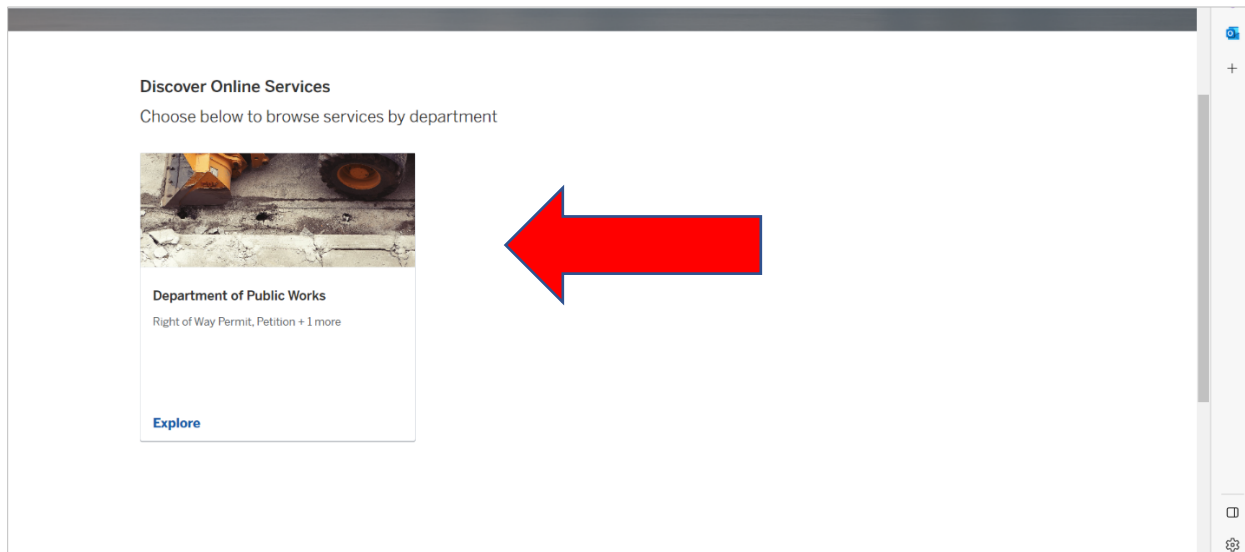 Discover Online Services
Choose below to browse services by department
Department of Public Works
Right of Way Permit, Petition + 1 more
Explore